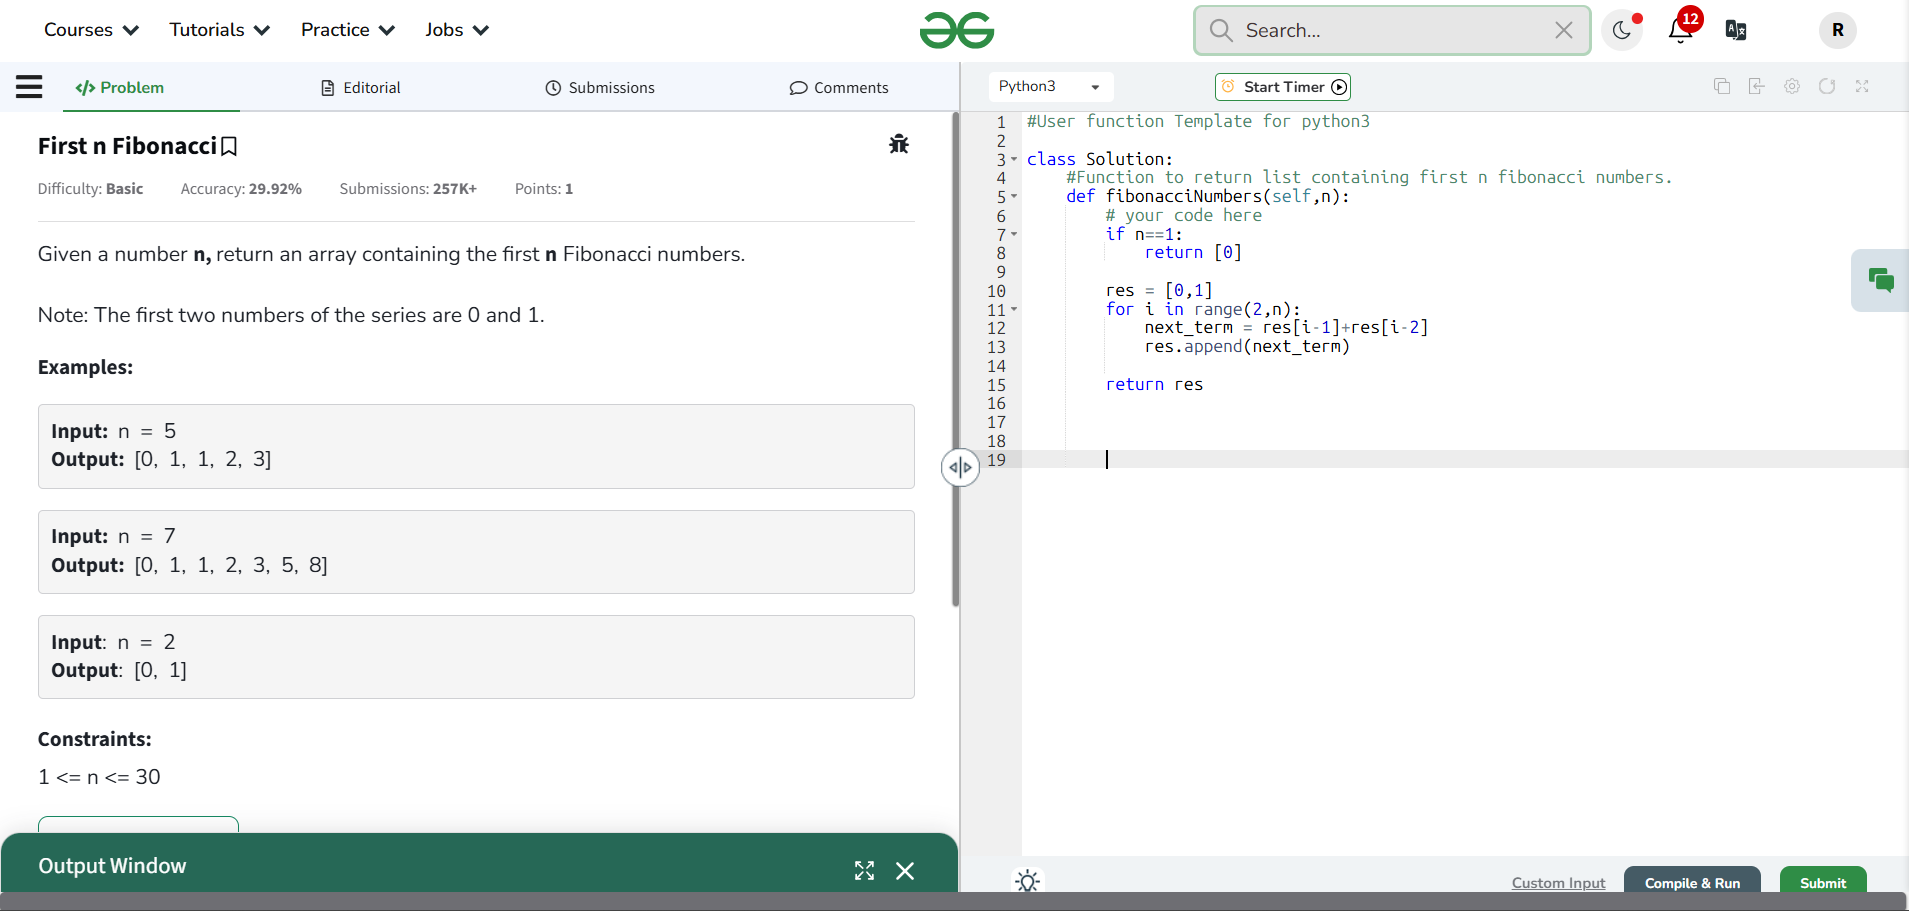 Courses Tutorials Practice Jobs Search... 12 R
Problem Editorial Submissions Comments
First n Fibonacci
Difficulty: Basic Accuracy: 29.92% Submissions: 257K+ Points: 1
Given a number n, return an array containing the first n Fibonacci numbers.
Note: The first two numbers of the series are 0 and 1.
Examples:
Input: n = 5
Output: [0, 1, 1, 2, 3]
Input: n = 7
Output: [0, 1, 1, 2, 3, 5, 8]
Input: n = 2
Output: [0, 1]
Constraints:
1 <= n <= 30
Output Window
Python3 Start Timer
1 #User function Template for python3
2
3 class Solution:
4     #Function to return list containing first n fibonacci numbers.
5     def fibonacciNumbers(self,n):
6         # your code here
7         if n==1:
8             return [0]
9
10         res = [0,1]
11         for i in range(2,n):
12             next_term = res[i-1]+res[i-2]
13             res.append(next_term)
14
15         return res
16
17
18
19
Custom Input Compile & Run Submit